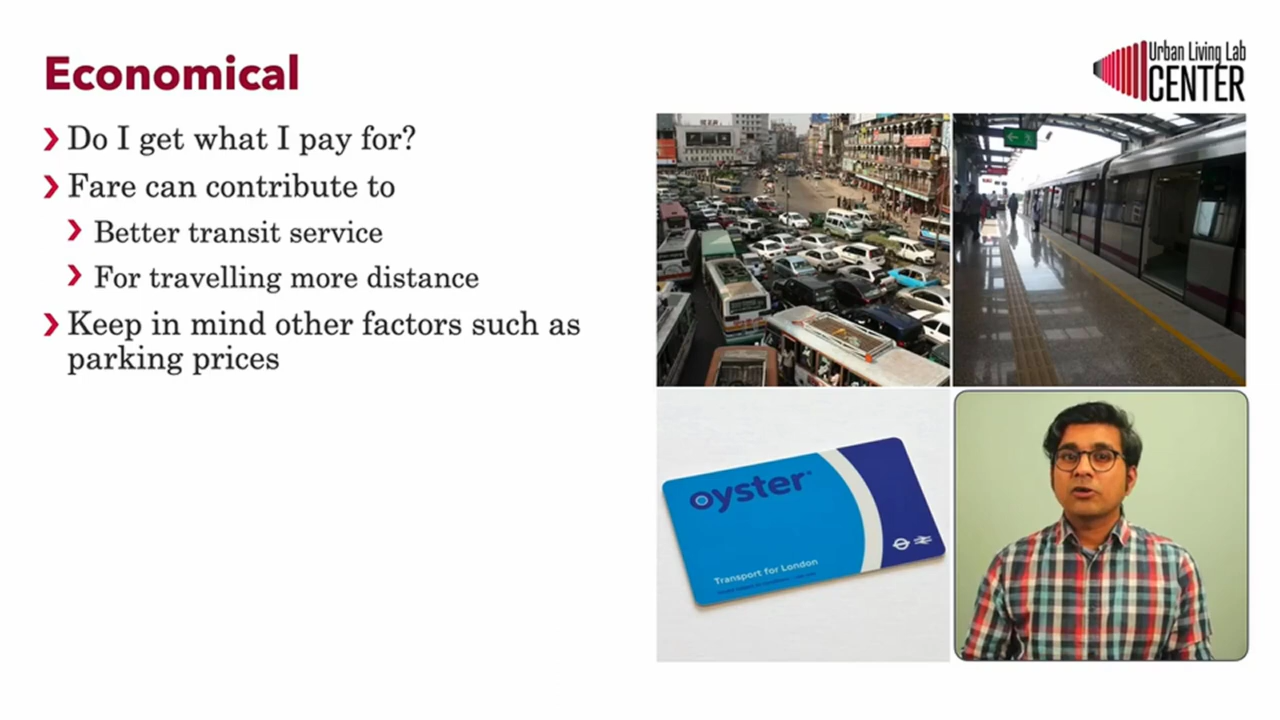 Economical
Urban Living Lab
CENTER
Do I get what I pay for?
Fare can contribute to
Better transit service
For travelling more distance
Keep in mind other factors such as
parking prices
oyster
Transport for London